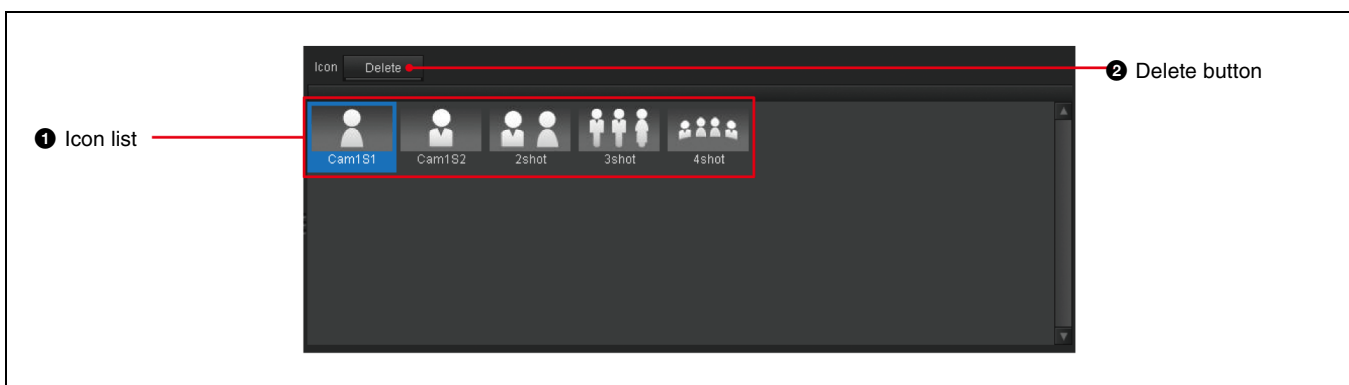 Icon Delete
❷ Delete button
❶ Icon list
Cam1S1 Cam1S2 2shot 3shot 4shot